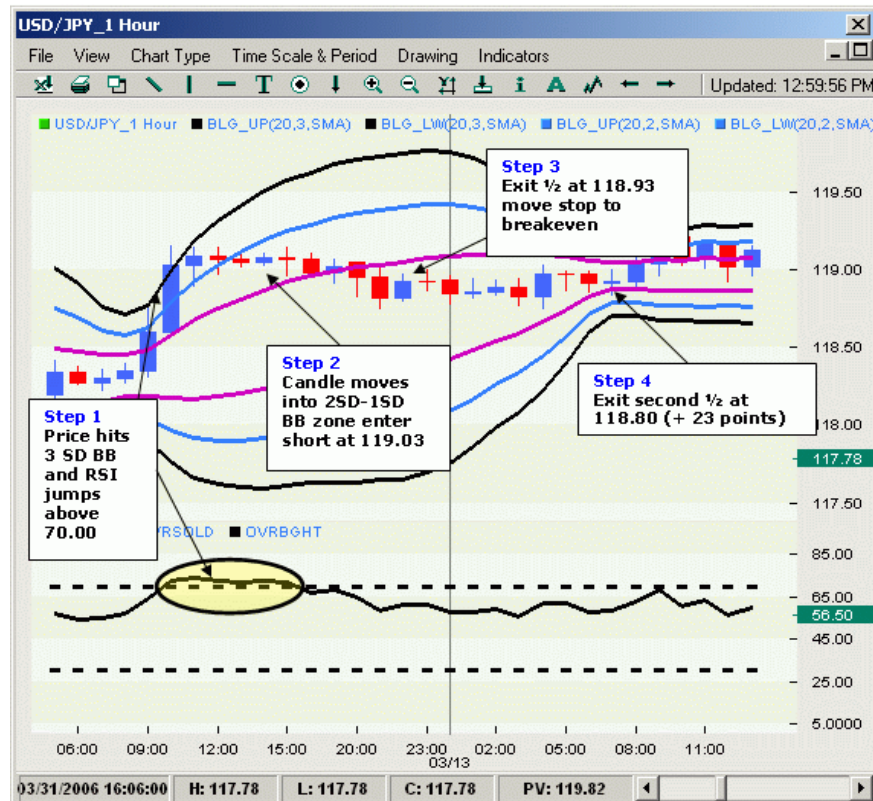 USD/JPY_1 Hour
File View Chart Type Time Scale & Period Drawing Indicators
T i A Updated: 12:59:56 PM
USD/JPY_1 Hour BLG_UP(20,3,SMA) BLG_LW(20,3,SMA) BLG_UP(20,2,SMA) BLG_LW(20,2,SMA)
Step 3
Exit ½ at 118.93
move stop to
breakeven
119.50
119.00
118.50
118.00
117.78
117.50
Step 2
Candle moves
into 2SD-1SD
BB zone enter
short at 119.03
Step 4
Exit second ½ at
118.80 (+ 23 points)
Step 1
Price hits
3 SD BB
and RSI
jumps
above
70.00
OVRBGHT
85.00
65.00
56.50
45.00
25.00
5.0000
06:00 09:00 12:00 15:00 20:00 23:00 02:00 05:00 08:00 11:00
03/13
03/31/2006 16:06:00 H: 117.78 L: 117.78 C: 117.78 PV: 119.82